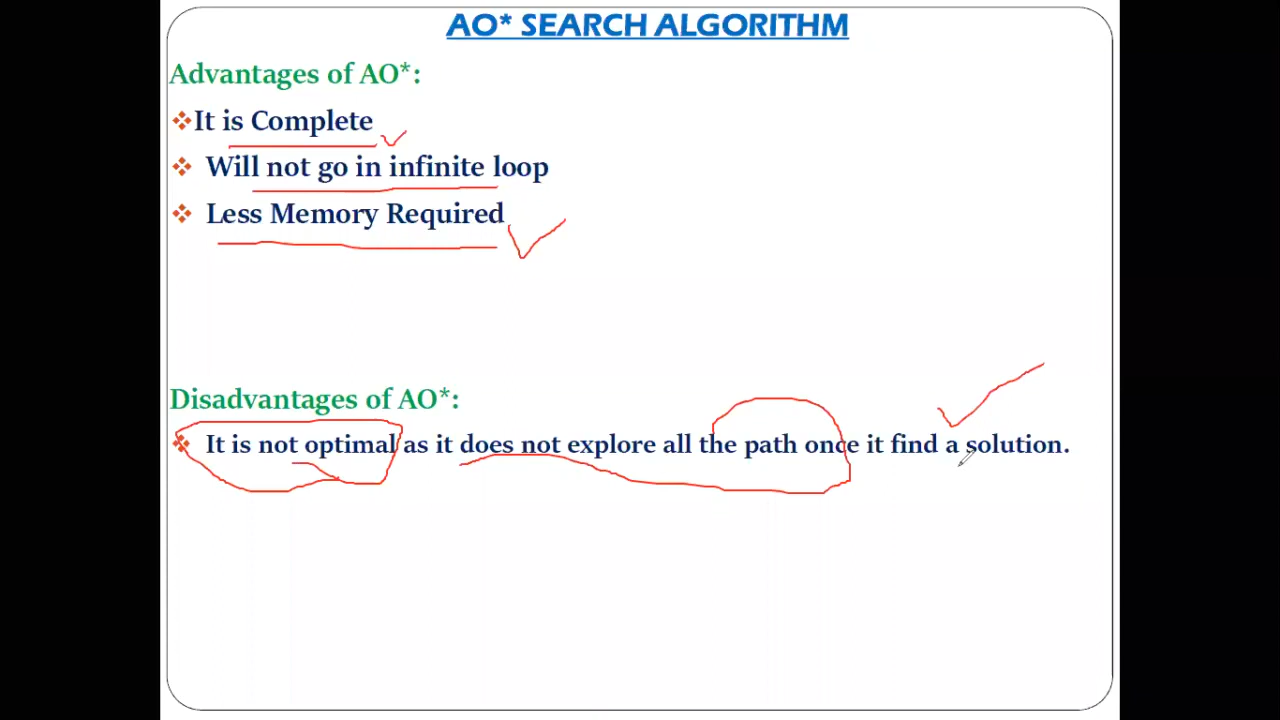 AO* SEARCH ALGORITHM
Advantages of AO*:
❖It is Complete
❖ Will not go in infinite loop
❖ Less Memory Required
Disadvantages of AO*:
❖ It is not optimal as it does not explore all the path once it find a solution.